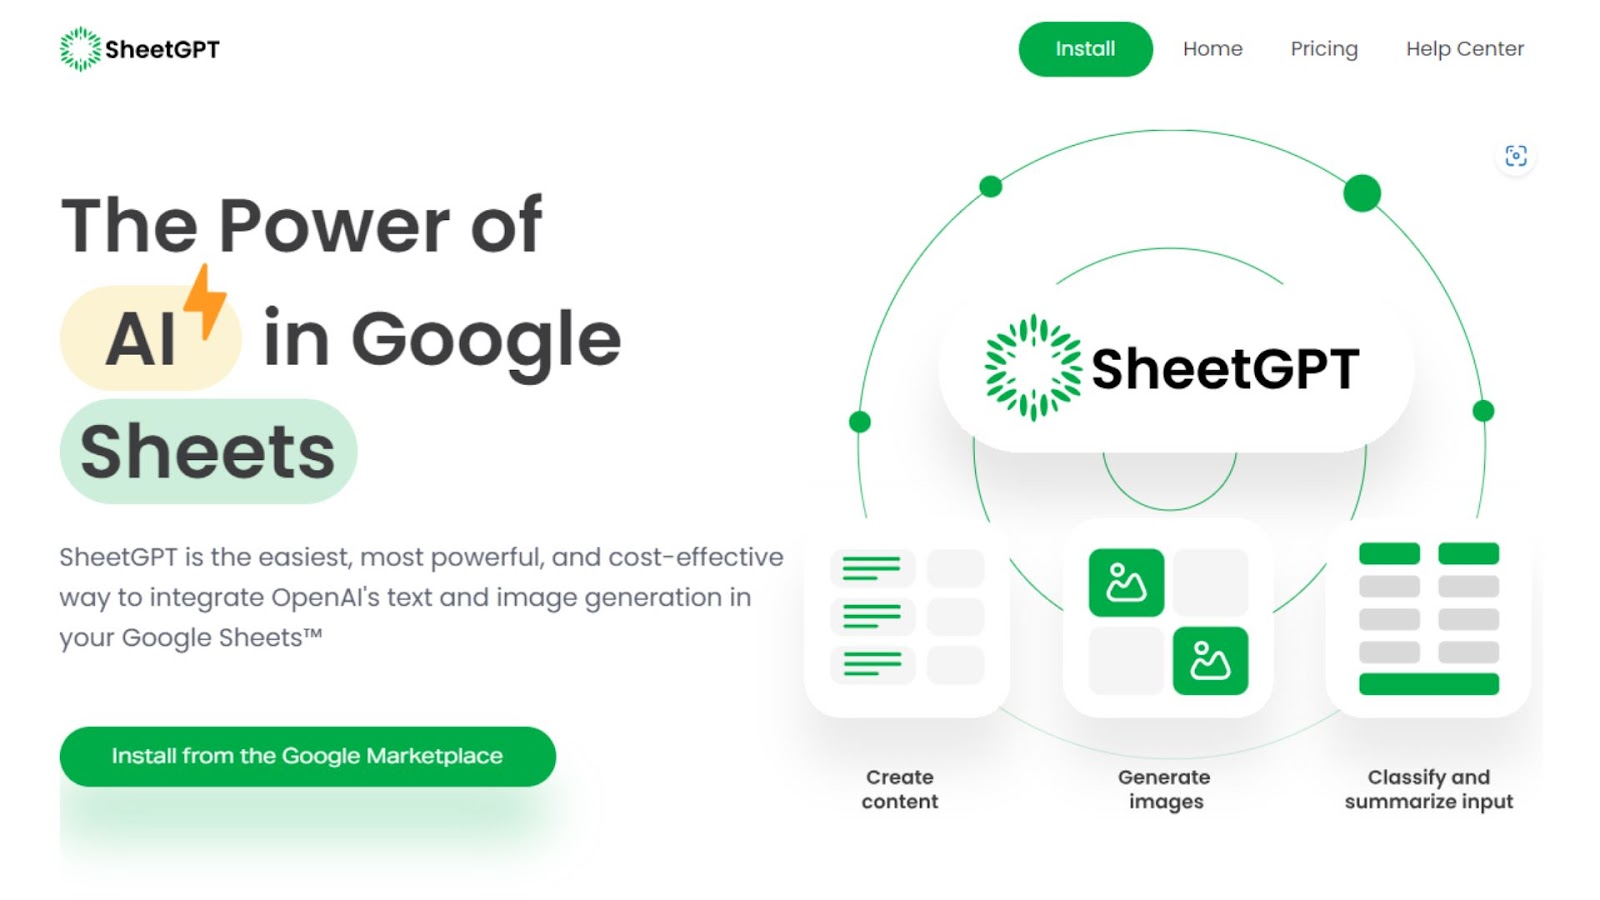 SheetGPT
Install
Home
Pricing
Help Center
The Power of
AI in Google
Sheets
SheetGPT is the easiest, most powerful, and cost-effective
way to integrate OpenAI's text and image generation in
your Google Sheets™
Install from the Google Marketplace
SheetGPT
Create
content
Generate
images
Classify and
summarize input